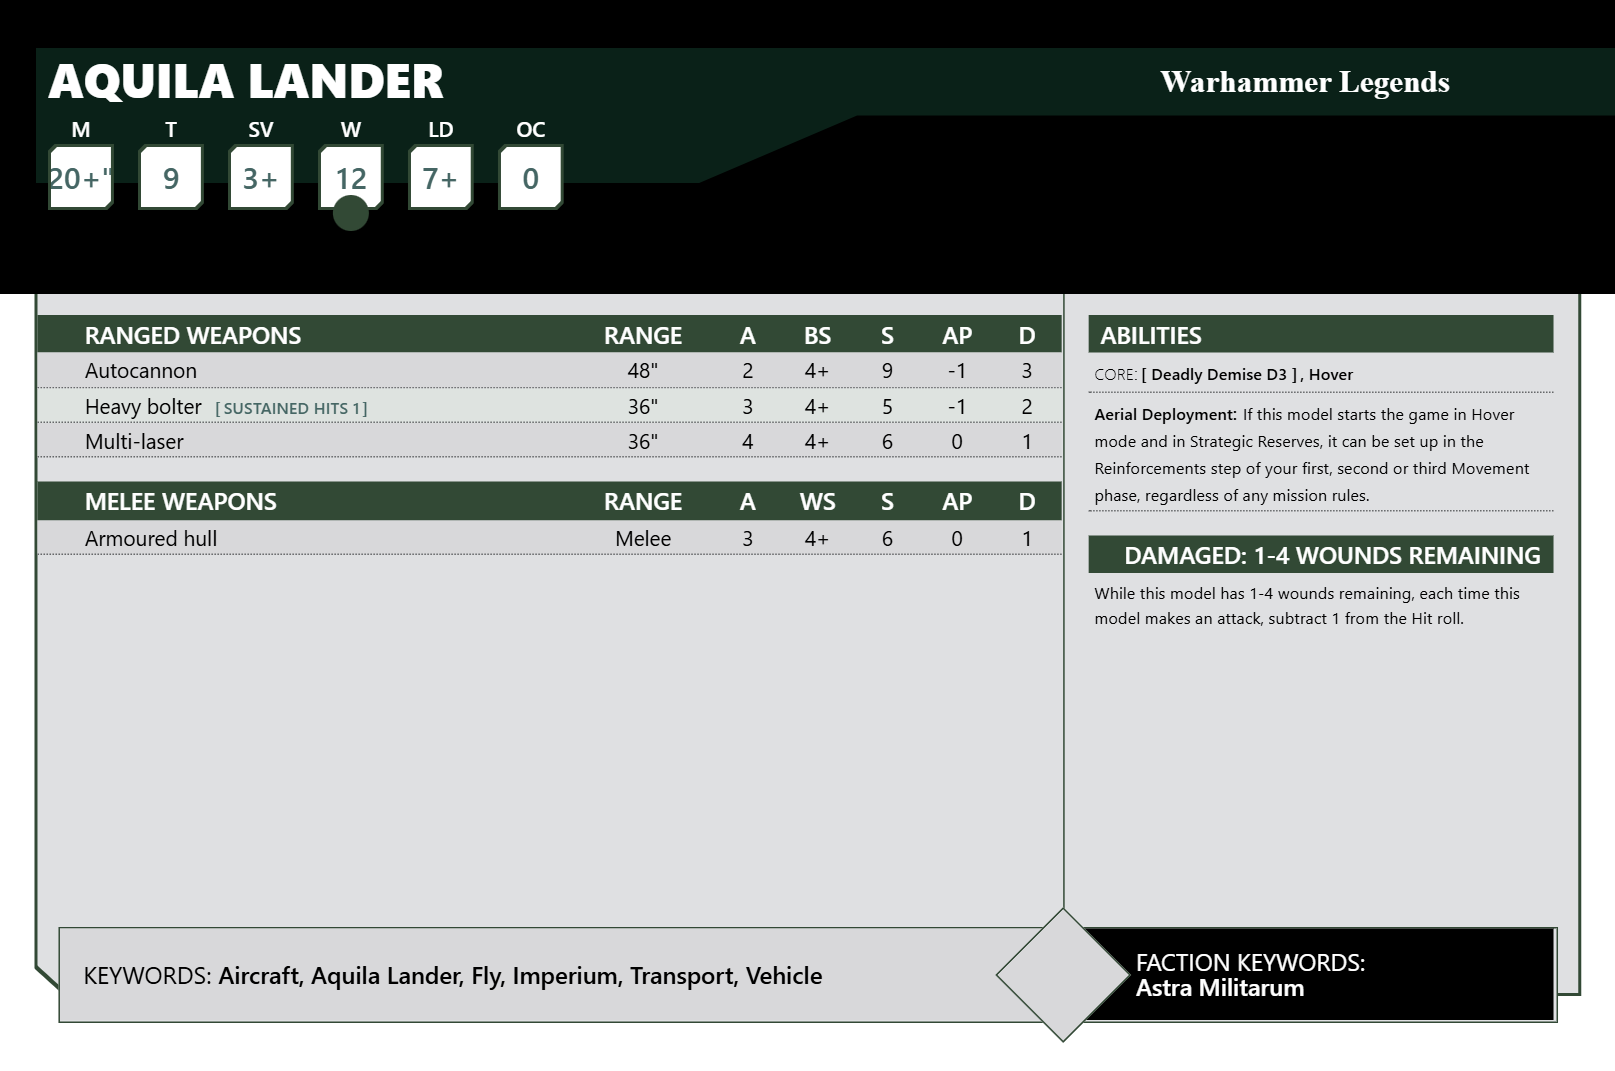 AQUILA LANDER
Warhammer Legends
M T SV W LD OC
20+" 9 3+ 12 7+ 0
RANGED WEAPONS RANGE A BS S AP D
Autocannon 48" 2 4+ 9 -1 3
Heavy bolter [ SUSTAINED HITS 1 ] 36" 3 4+ 5 -1 2
Multi-laser 36" 4 4+ 6 0 1
MELEE WEAPONS RANGE A WS S AP D
Armoured hull Melee 3 4+ 6 0 1
ABILITIES
CORE: [ Deadly Demise D3 ] , Hover
Aerial Deployment: If this model starts the game in Hover
mode and in Strategic Reserves, it can be set up in the
Reinforcements step of your first, second or third Movement
phase, regardless of any mission rules.
DAMAGED: 1-4 WOUNDS REMAINING
While this model has 1-4 wounds remaining, each time this
model makes an attack, subtract 1 from the Hit roll.
KEYWORDS: Aircraft, Aquila Lander, Fly, Imperium, Transport, Vehicle
FACTION KEYWORDS:
Astra Militarum